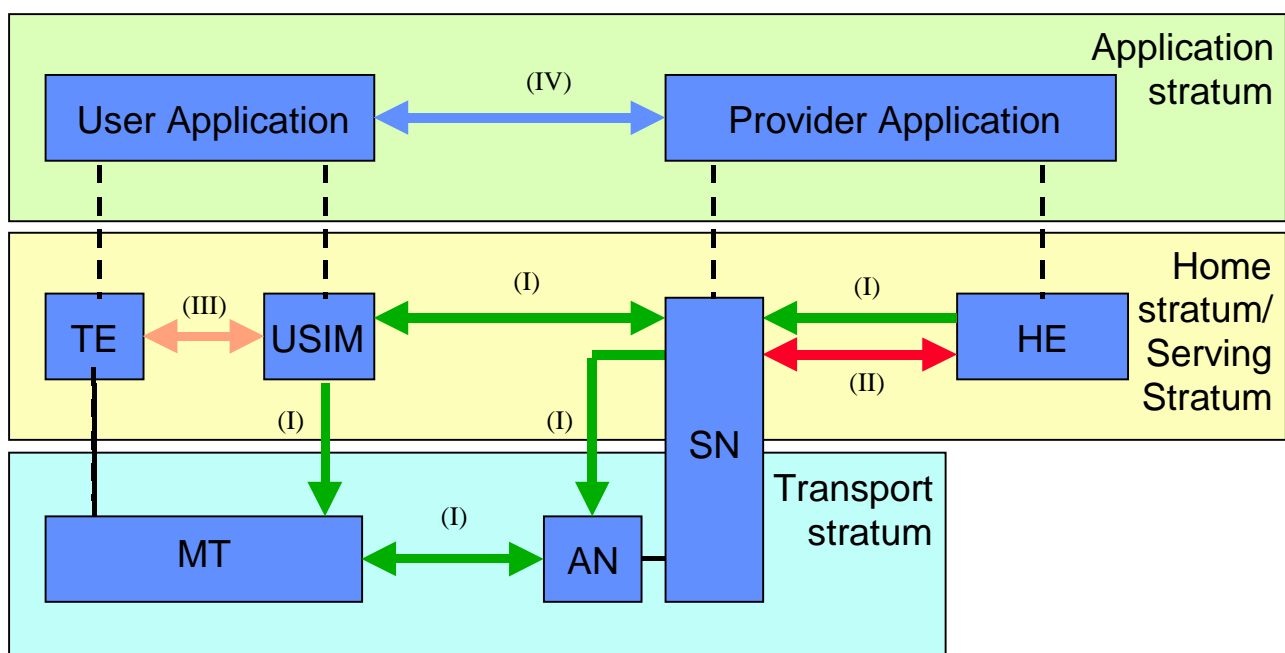 Application
stratum
(IV)
User Application
Provider Application
Home
stratum/
Serving
Stratum
(I)
(I)
(III)
TE
USIM
HE
(II)
(I)
(I)
SN
Transport
stratum
(I)
MT
AN